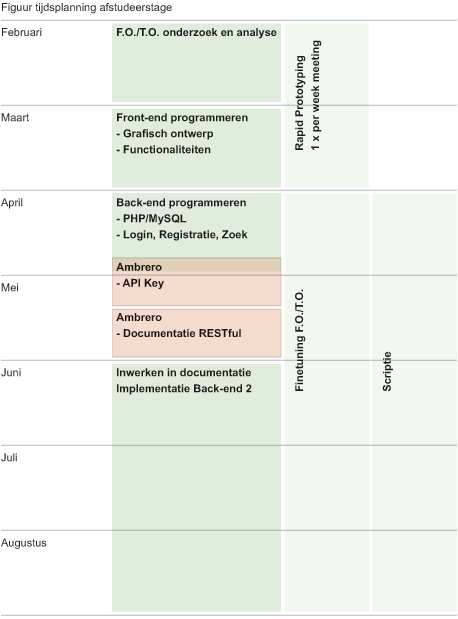 Figuur tijdsplanning afstudeerstage
Februari
F.O./T.O. onderzoek en analyse
Rapid Prototyping
1 x per week meeting
Maart
Front-end programmeren
- Grafisch ontwerp
- Functionaliteiten
April
Back-end programmeren
- PHP/MySQL
- Login, Registratie, Zoek
Ambrero
- API Key
Mei
Ambrero
- Documentatie RESTful
Finetuning F.O./T.O.
Scriptie
Juni
Inwerken in documentatie
Implementatie Back-end 2
Juli
Augustus